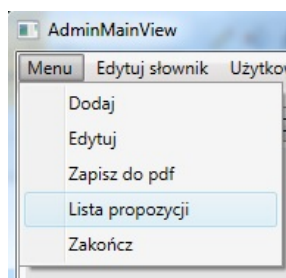 AdminMainView
Menu Edytuj słownik
Dodaj
Edytuj
Zapisz do pdf
Lista propozycji
Zakończ